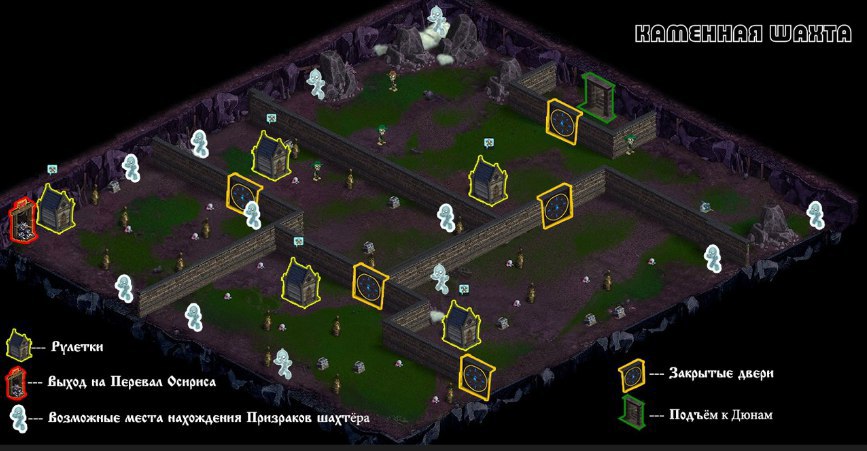 КАМЕННАЯ ШАХТА
--- Рулетки
--- Выход на Перевал Осириса
--- Возможные места нахождения Призраков шахтёра
--- Закрытые двери
--- Подъём к Дюнам